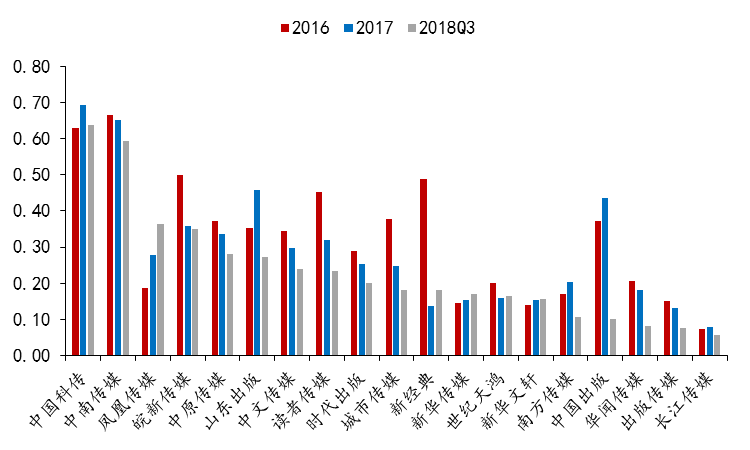 2016 2017 2018Q3
0.80
0.70
0.60
0.50
0.40
0.30
0.20
0.10
0.00
中国科传
中南传媒
凤凰传媒
皖新传媒
中原传媒
山东出版
中文传媒
读者传媒
时代出版
城市传媒
新经典
新华传媒
世纪天鸿
新华文轩
南方传媒
中国出版
华闻传媒
出版传媒
长江传媒